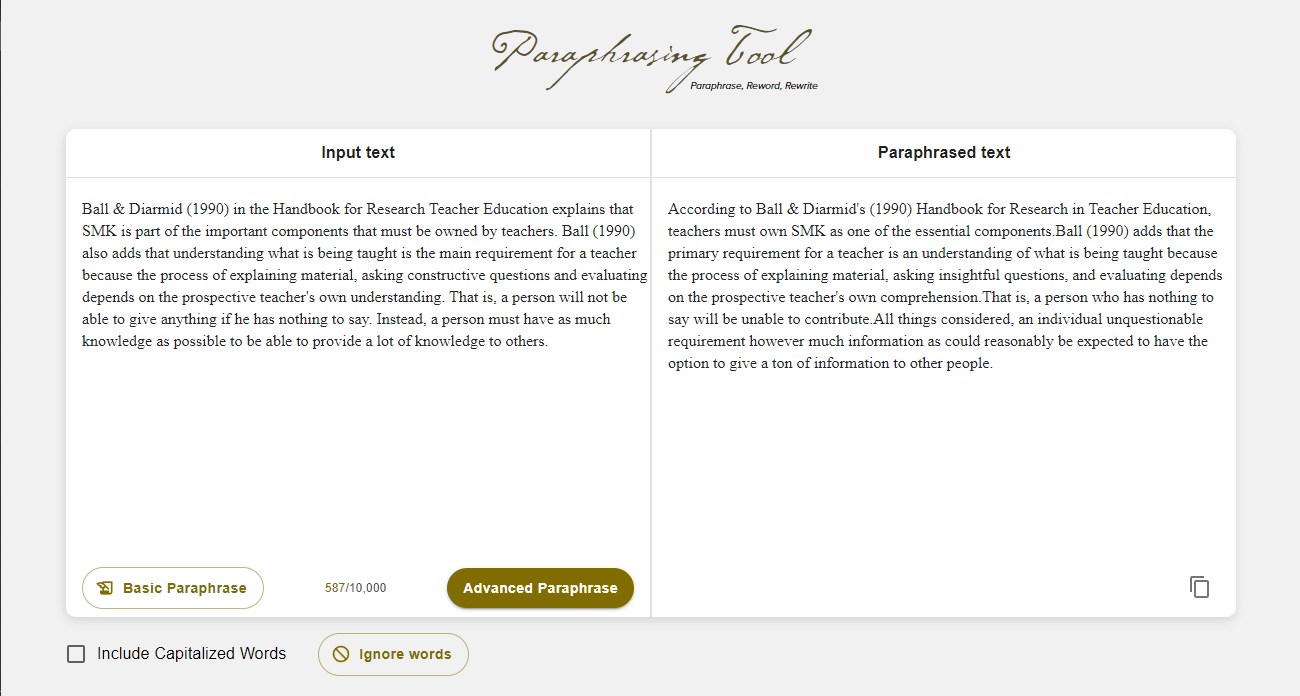 Paraphrasing Tool
Paraphrase, Reword, Rewrite
Input text
Ball & Diarmid (1990) in the Handbook for Research Teacher Education explains that
SMK is part of the important components that must be owned by teachers. Ball (1990)
also adds that understanding what is being taught is the main requirement for a teacher
because the process of explaining material, asking constructive questions and evaluating
depends on the prospective teacher's own understanding. That is, a person will not be
able to give anything if he has nothing to say. Instead, a person must have as much
knowledge as possible to be able to provide a lot of knowledge to others.
Basic Paraphrase
587/10,000
Advanced Paraphrase
Paraphrased text
According to Ball & Diarmid's (1990) Handbook for Research in Teacher Education,
teachers must own SMK as one of the essential components.Ball (1990) adds that the
primary requirement for a teacher is an understanding of what is being taught because
the process of explaining material, asking insightful questions, and evaluating depends
on the prospective teacher's own comprehension.That is, a person who has nothing to
say will be unable to contribute.All things considered, an individual unquestionable
requirement however much information as could reasonably be expected to have the
option to give a ton of information to other people.
Include Capitalized Words
Ignore words